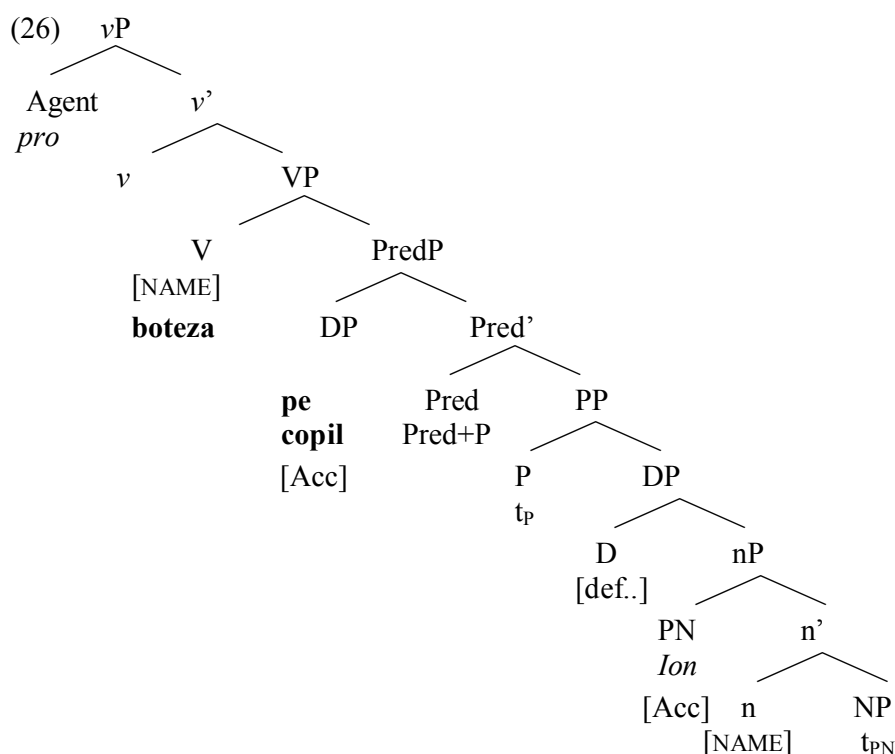 (26) vP
Agent v’
pro
v VP
V PredP
[NAME]
boteza DP Pred’
pe Pred PP
copil Pred+P
[Acc] P DP
tP
D nP
[def..]
PN n’
Ion
[Acc] n NP
[NAME] tPN